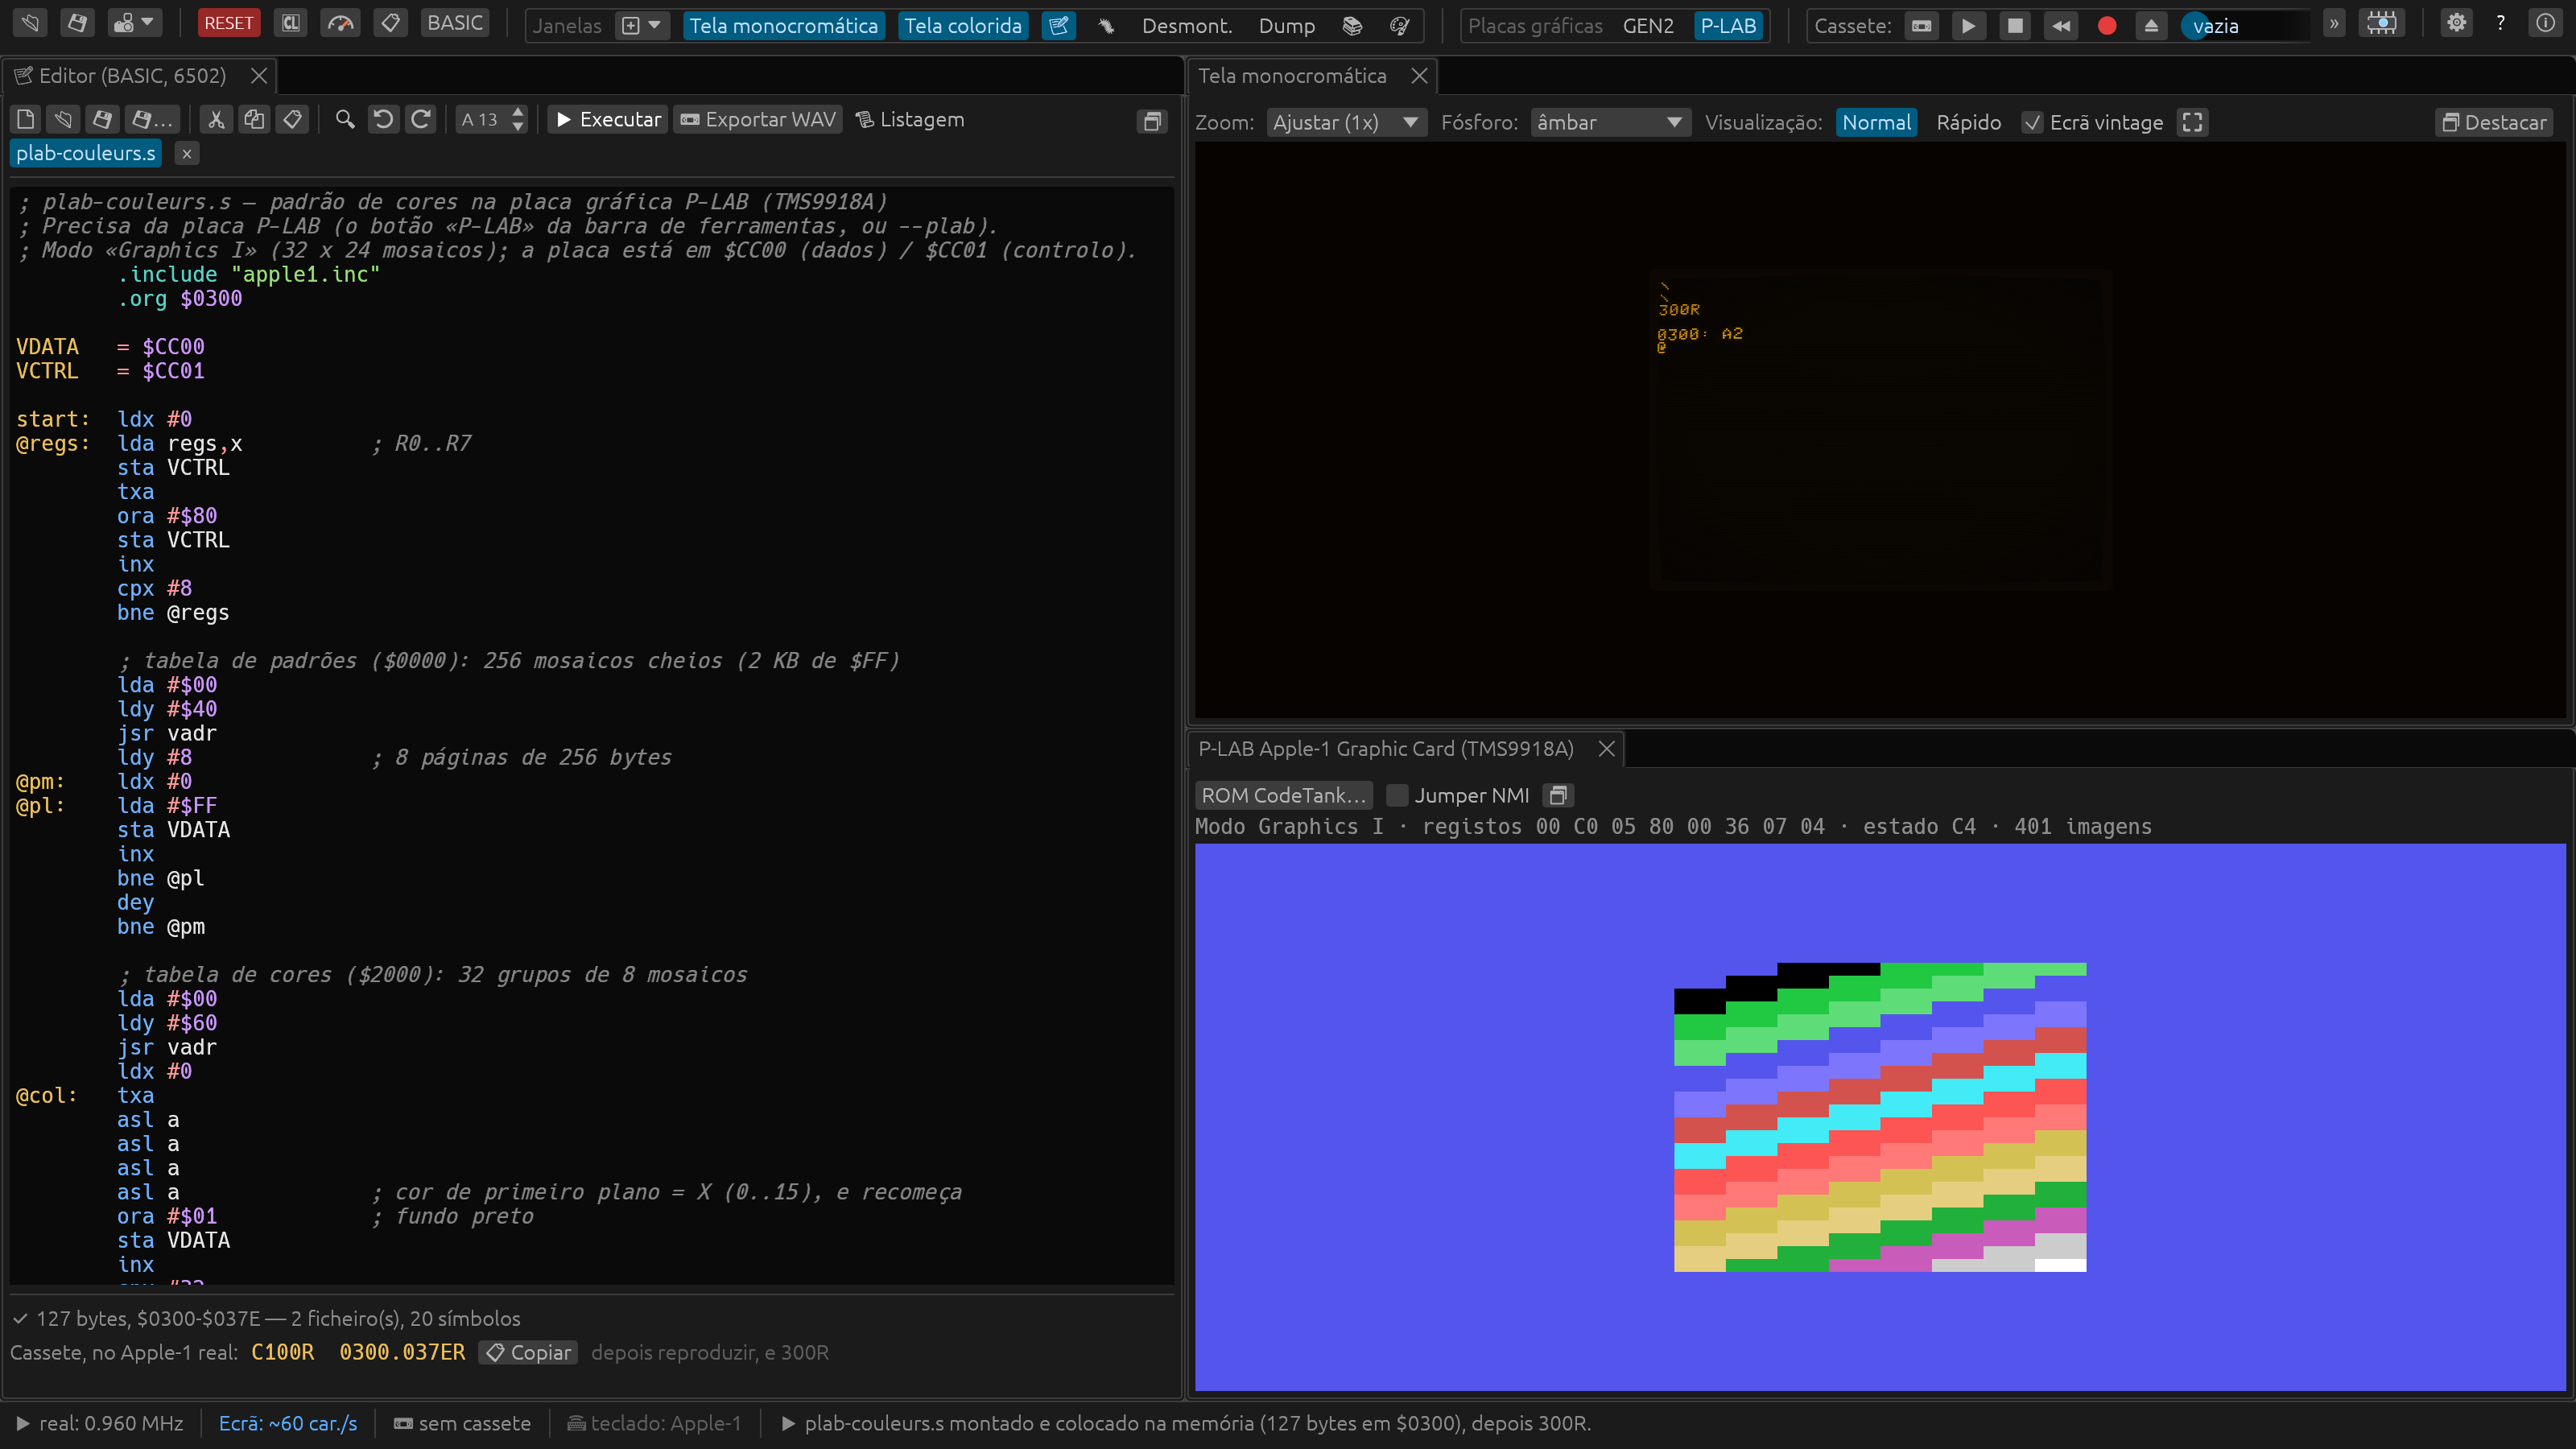 RESET BASIC Janelas Tela monocromática Tela colorida Desmont. Dump Placas gráficas GEN2 P-LAB Cassete: vazia » ?
Editor (BASIC, 6502)
A 13 Executar Exportar WAV Listagem
plab-couleurs.s
; plab-couleurs.s — padrão de cores na placa gráfica P-LAB (TMS9918A)
; Precisa da placa P-LAB (o botão «P-LAB» da barra de ferramentas, ou --plab).
; Modo «Graphics I» (32 x 24 mosaicos); a placa está em $CC00 (dados) / $CC01 (controlo).
.include "apple1.inc"
.org $0300
VDATA = $CC00
VCTRL = $CC01
start: ldx #0
@regs: lda regs,x ; R0..R7
sta VCTRL
txa
ora #$80
sta VCTRL
inx
cpx #8
bne @regs
; tabela de padrões ($0000): 256 mosaicos cheios (2 KB de $FF)
lda #$00
ldy #$40
jsr vadr
ldy #8 ; 8 páginas de 256 bytes
@pm: ldx #0
@pl: lda #$FF
sta VDATA
inx
bne @pl
dey
bne @pm
; tabela de cores ($2000): 32 grupos de 8 mosaicos
lda #$00
ldy #$60
jsr vadr
ldx #0
@col: txa
asl a
asl a
asl a
asl a ; cor de primeiro plano = X (0..15), e recomeça
ora #$01 ; fundo preto
sta VDATA
inx
✓ 127 bytes, $0300-$037E — 2 ficheiro(s), 20 símbolos
Cassete, no Apple-1 real: C100R 0300.037ER Copiar depois reproduzir, e 300R
Tela monocromática
Zoom: Ajustar (1x) Fósforo: âmbar Visualização: Normal Rápido Ecrã vintage Destacar
\
\
300R
0300: A2
@
P-LAB Apple-1 Graphic Card (TMS9918A)
ROM CodeTank... Jumper NMI
Modo Graphics I · registos 00 C0 05 80 00 36 07 04 · estado C4 · 401 imagens
real: 0.960 MHz Ecrã: ~60 car./s sem cassete teclado: Apple-1 plab-couleurs.s montado e colocado na memória (127 bytes em $0300), depois 300R.